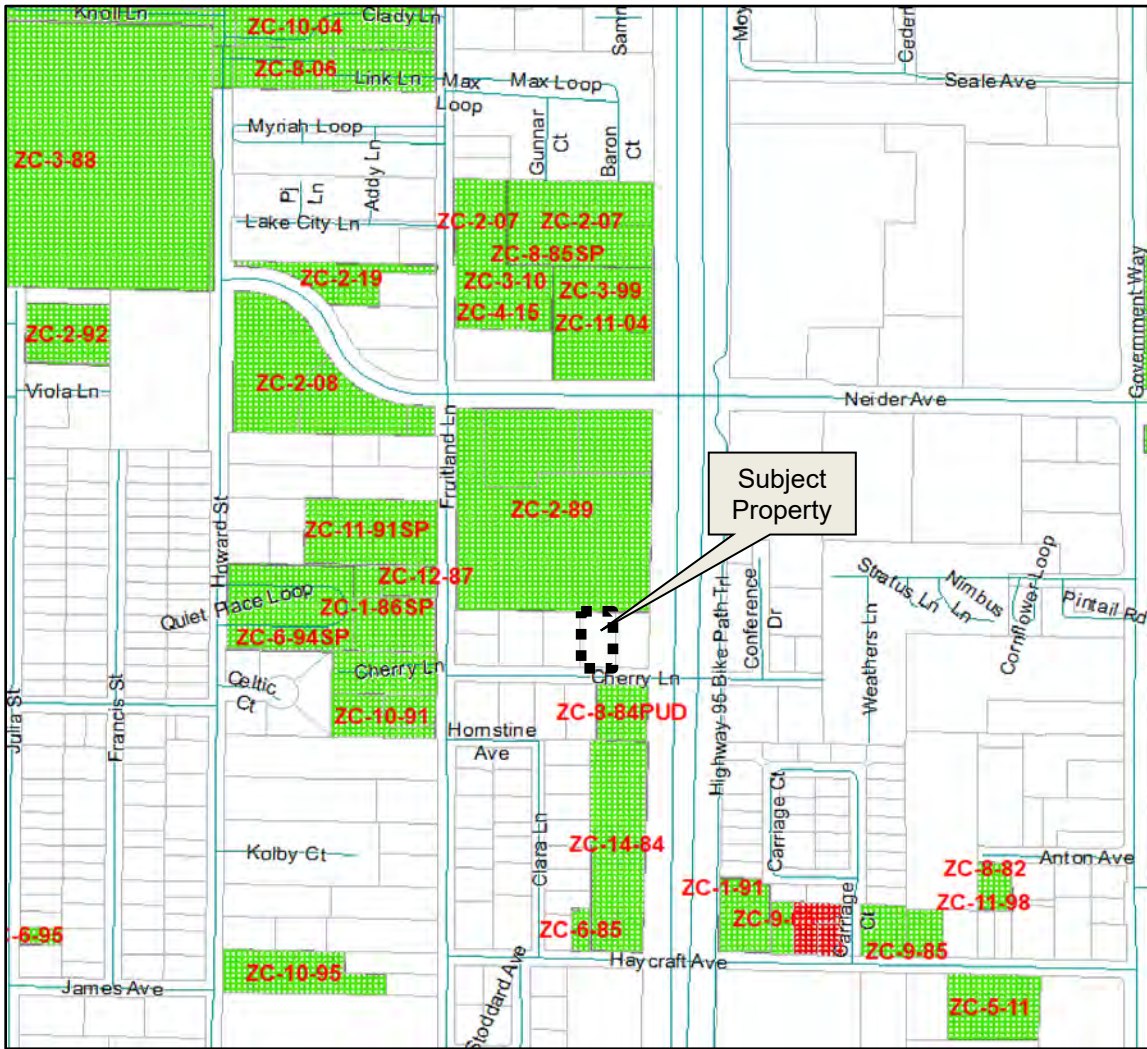 Knoll Ln
Clady Ln
ZC-10-04
Moy
Ceder
ZC-8-06
Link Ln
Max
Loop
Max Loop
Seale Ave
Myriah Loop
Gunnar
Ct
Baron
Ct
ZC-3-88
Pj
Ln
Addy Ln
Lake City Ln
ZC-2-07
ZC-2-07
ZC-8-85SP
ZC-2-19
ZC-3-10
ZC-3-99
ZC-4-15
ZC-11-04
Government Way
ZC-2-92
Viola Ln
ZC-2-08
Neider Ave
Fruitland Ln
Subject
Property
ZC-2-89
Howard St
ZC-11-91SP
ZC-12-87
Quiet Place Loop
ZC-1-86SP
ZC-6-94SP
Highway 95 Bike Path Trl
Conference
Dr
Stratus Ln
Nimbus
Ln
Cornflower Loop
Pintail Rd
Weathers Ln
Cherry Ln
Cherry Ln
Celtic
Ct
Julia St
Francis St
ZC-10-91
ZC-8-84PUD
Hornstine
Ave
Carriage Ct
Clara Ln
ZC-14-84
Kolby Ct
Anton Ave
ZC-8-82
ZC-1-91
ZC-11-98
ZC-9-
Carriage
Ct
-6-95
ZC-6-85
ZC-9-85
Haycraft Ave
ZC-10-95
James Ave
Stoddard Ave
ZC-5-11